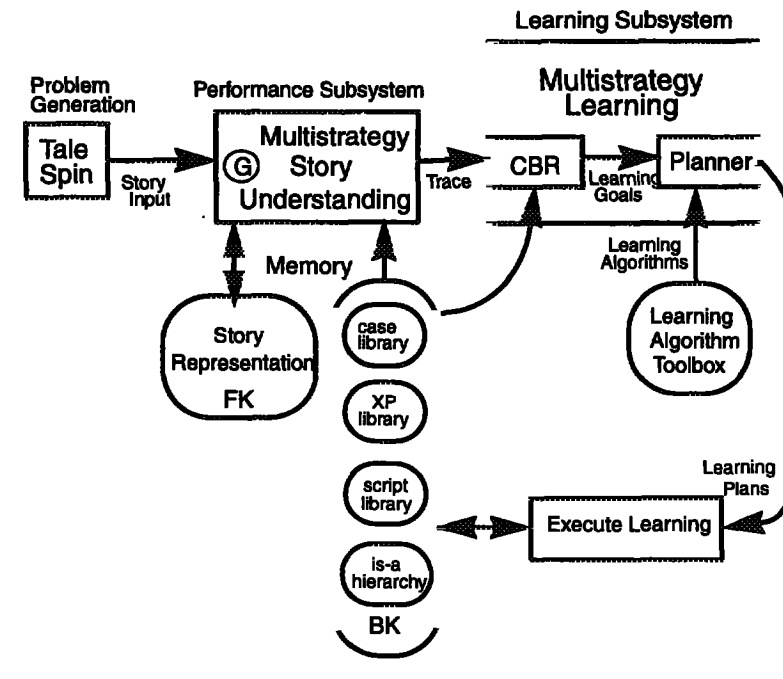 Learning Subsystem
Problem
Generation
Performance Subsystem
Multistrategy
Learning
Tale
Spin
Story
Input
G
Multistrategy
Story
Understanding
Trace
CBR
Learning
Goals
Planner
Learning
Algorithms
Memory
Story
Representation
FK
case
library
XP
library
script
library
is-a
hierarchy
BK
Learning
Algorithm
Toolbox
Learning
Plans
Execute Learning